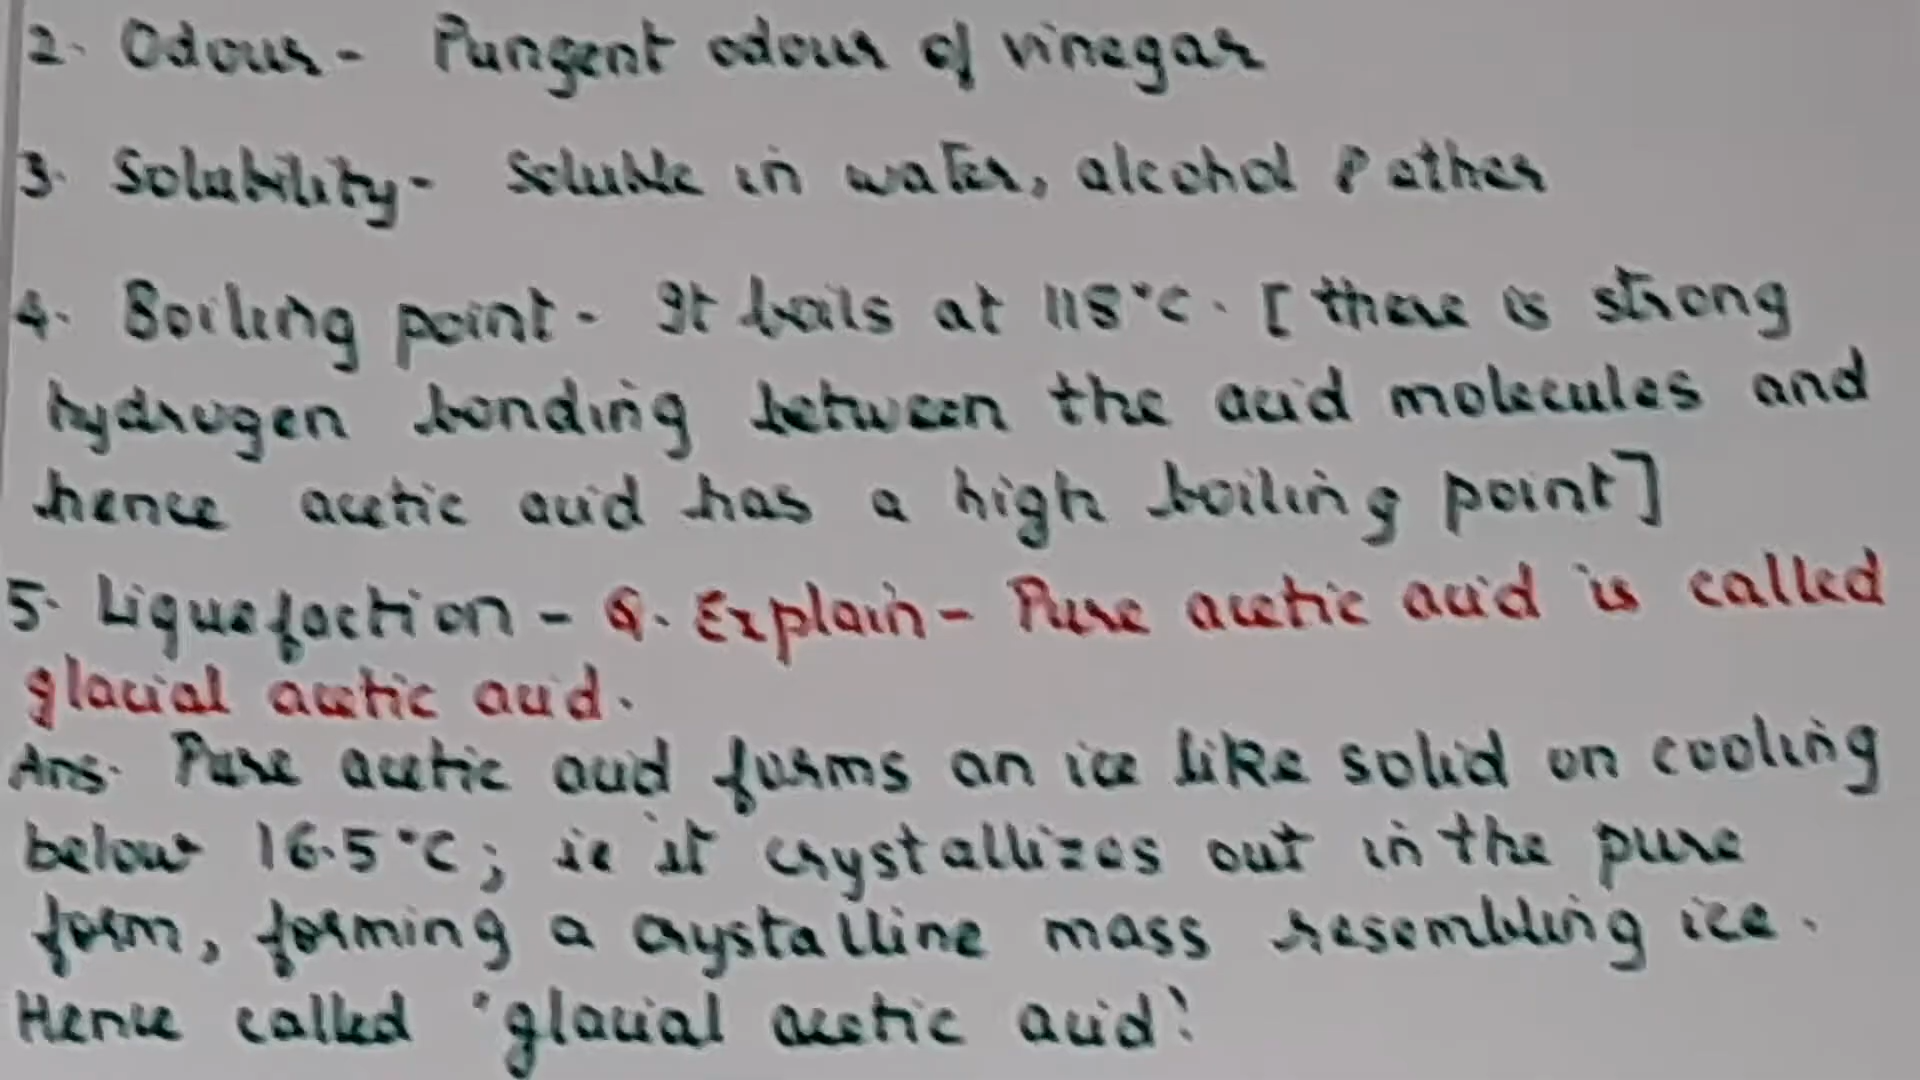 2. Odour - Pungent odour of vinegar
3. Solubility - Soluble in water, alcohol & ether
4. Boiling point - It boils at 118°C. [there is strong
hydrogen bonding between the acid molecules and
hence acetic acid has a high boiling point]
5. Liquefaction - Q. Explain - Pure acetic acid is called
glacial acetic acid.
Ans. Pure acetic acid forms an ice like solid on cooling
below 16.5°C; ie it crystallizes out in the pure
form, forming a crystalline mass resembling ice.
Hence called 'glacial acetic acid'.